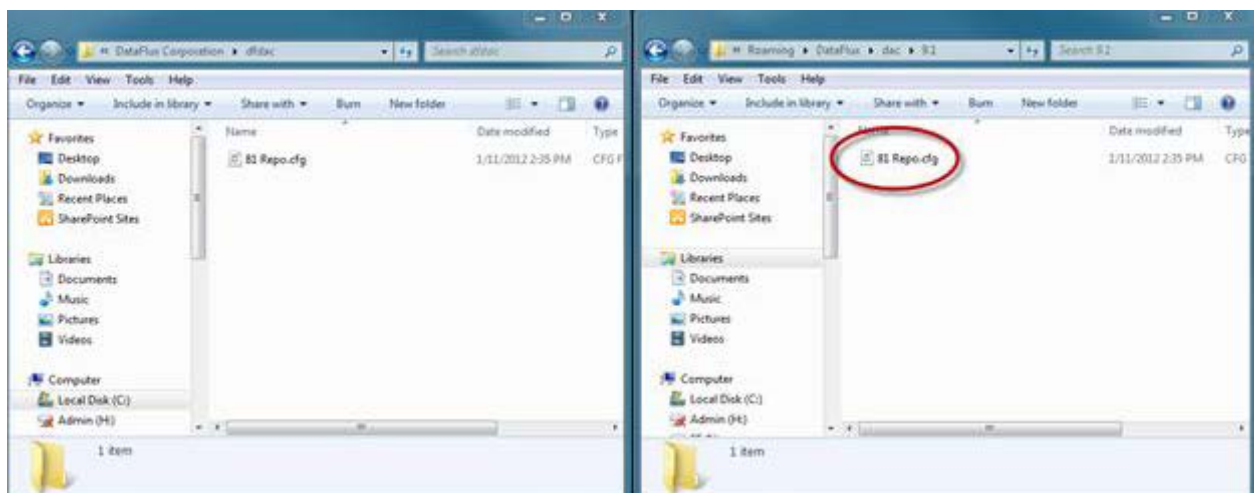 « DataFlux Corporation ▸ dfdac
Search dfdac
File Edit View Tools Help
Organize Include in library Share with Burn New folder
Favorites
Desktop
Downloads
Recent Places
SharePoint Sites
Libraries
Documents
Music
Pictures
Videos
Computer
Local Disk (C:)
Admin (H:)
Name Date modified Type
81 Repo.cfg 1/11/2012 2:35 PM CFG F
1 item
« Roaming ▸ DataFlux ▸ dac ▸ 9.1
Search 9.1
File Edit View Tools Help
Organize Include in library Share with Burn New folder
Favorites
Desktop
Downloads
Recent Places
SharePoint Sites
Libraries
Documents
Music
Pictures
Videos
Computer
Local Disk (C:)
Admin (H:)
Name Date modified Type
81 Repo.cfg 1/11/2012 2:35 PM CFG
1 item